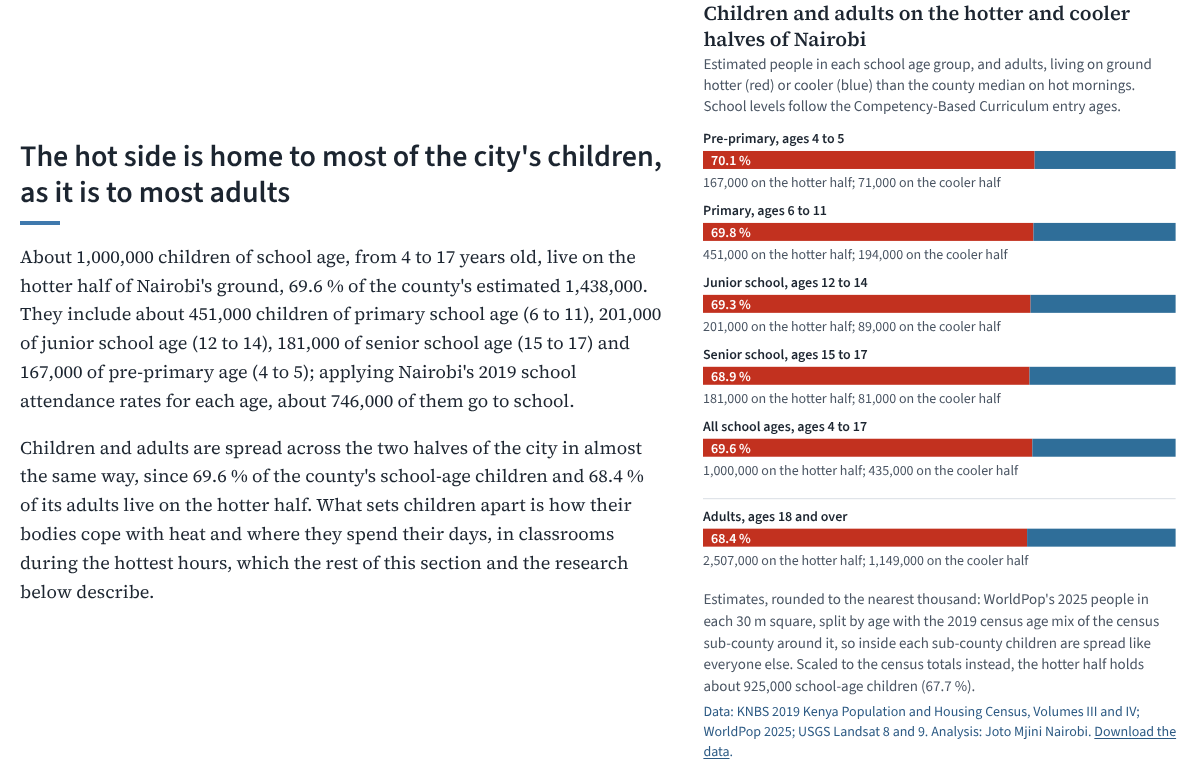 The hot side is home to most of the city's children,
as it is to most adults
About 1,000,000 children of school age, from 4 to 17 years old, live on the
hotter half of Nairobi's ground, 69.6 % of the county's estimated 1,438,000.
They include about 451,000 children of primary school age (6 to 11), 201,000
of junior school age (12 to 14), 181,000 of senior school age (15 to 17) and
167,000 of pre-primary age (4 to 5); applying Nairobi's 2019 school
attendance rates for each age, about 746,000 of them go to school.
Children and adults are spread across the two halves of the city in almost
the same way, since 69.6 % of the county's school-age children and 68.4 %
of its adults live on the hotter half. What sets children apart is how their
bodies cope with heat and where they spend their days, in classrooms
during the hottest hours, which the rest of this section and the research
below describe.
Children and adults on the hotter and cooler
halves of Nairobi
Estimated people in each school age group, and adults, living on ground
hotter (red) or cooler (blue) than the county median on hot mornings.
School levels follow the Competency-Based Curriculum entry ages.
Pre-primary, ages 4 to 5
70.1 %
167,000 on the hotter half; 71,000 on the cooler half
Primary, ages 6 to 11
69.8 %
451,000 on the hotter half; 194,000 on the cooler half
Junior school, ages 12 to 14
69.3 %
201,000 on the hotter half; 89,000 on the cooler half
Senior school, ages 15 to 17
68.9 %
181,000 on the hotter half; 81,000 on the cooler half
All school ages, ages 4 to 17
69.6 %
1,000,000 on the hotter half; 435,000 on the cooler half
Adults, ages 18 and over
68.4 %
2,507,000 on the hotter half; 1,149,000 on the cooler half
Estimates, rounded to the nearest thousand: WorldPop's 2025 people in
each 30 m square, split by age with the 2019 census age mix of the census
sub-county around it, so inside each sub-county children are spread like
everyone else. Scaled to the census totals instead, the hotter half holds
about 925,000 school-age children (67.7 %).
Data: KNBS 2019 Kenya Population and Housing Census, Volumes III and IV;
WorldPop 2025; USGS Landsat 8 and 9. Analysis: Joto Mjini Nairobi. Download the
data.